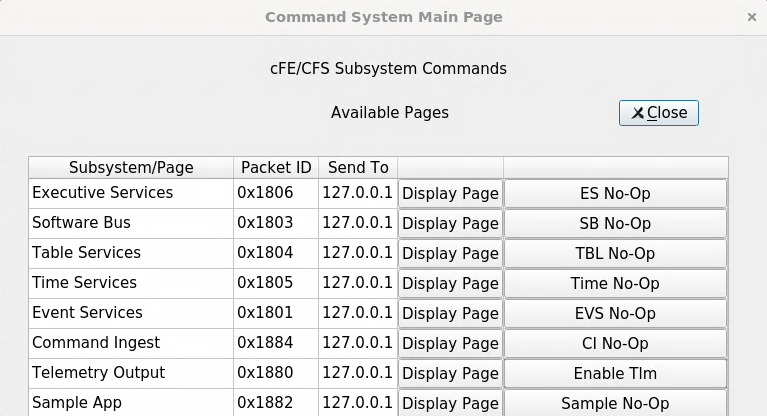 Command System Main Page
cFE/CFS Subsystem Commands
Available Pages
Close
Subsystem/Page Packet ID Send To
Executive Services 0x1806 127.0.0.1 Display Page ES No-Op
Software Bus 0x1803 127.0.0.1 Display Page SB No-Op
Table Services 0x1804 127.0.0.1 Display Page TBL No-Op
Time Services 0x1805 127.0.0.1 Display Page Time No-Op
Event Services 0x1801 127.0.0.1 Display Page EVS No-Op
Command Ingest 0x1884 127.0.0.1 Display Page CI No-Op
Telemetry Output 0x1880 127.0.0.1 Display Page Enable Tlm
Sample App 0x1882 127.0.0.1 Display Page Sample No-Op